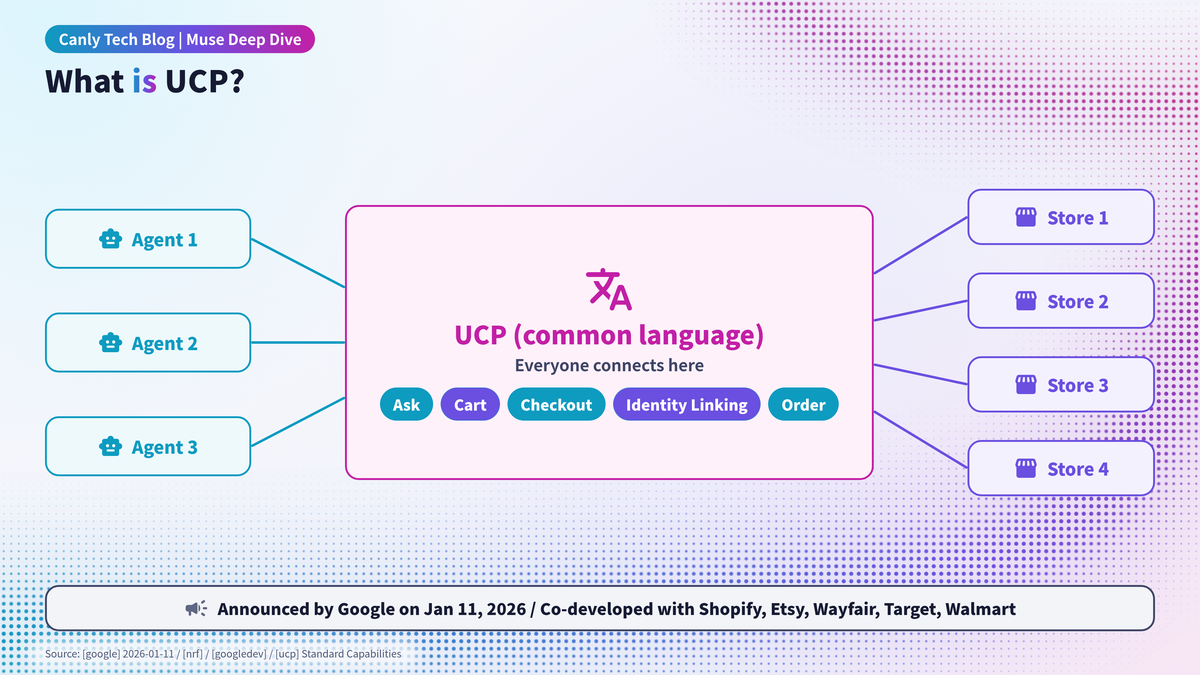 Canly Tech Blog | Muse Deep Dive
What is UCP?
Agent 1
Agent 2
Agent 3
UCP (common language)
Everyone connects here
Ask
Cart
Checkout
Identity Linking
Order
Store 1
Store 2
Store 3
Store 4
Announced by Google on Jan 11, 2026 / Co-developed with Shopify, Etsy, Wayfair, Target, Walmart
Source: [google] 2026-01-11 / [nrf] / [googledev] / [ucp] Standard Capabilities